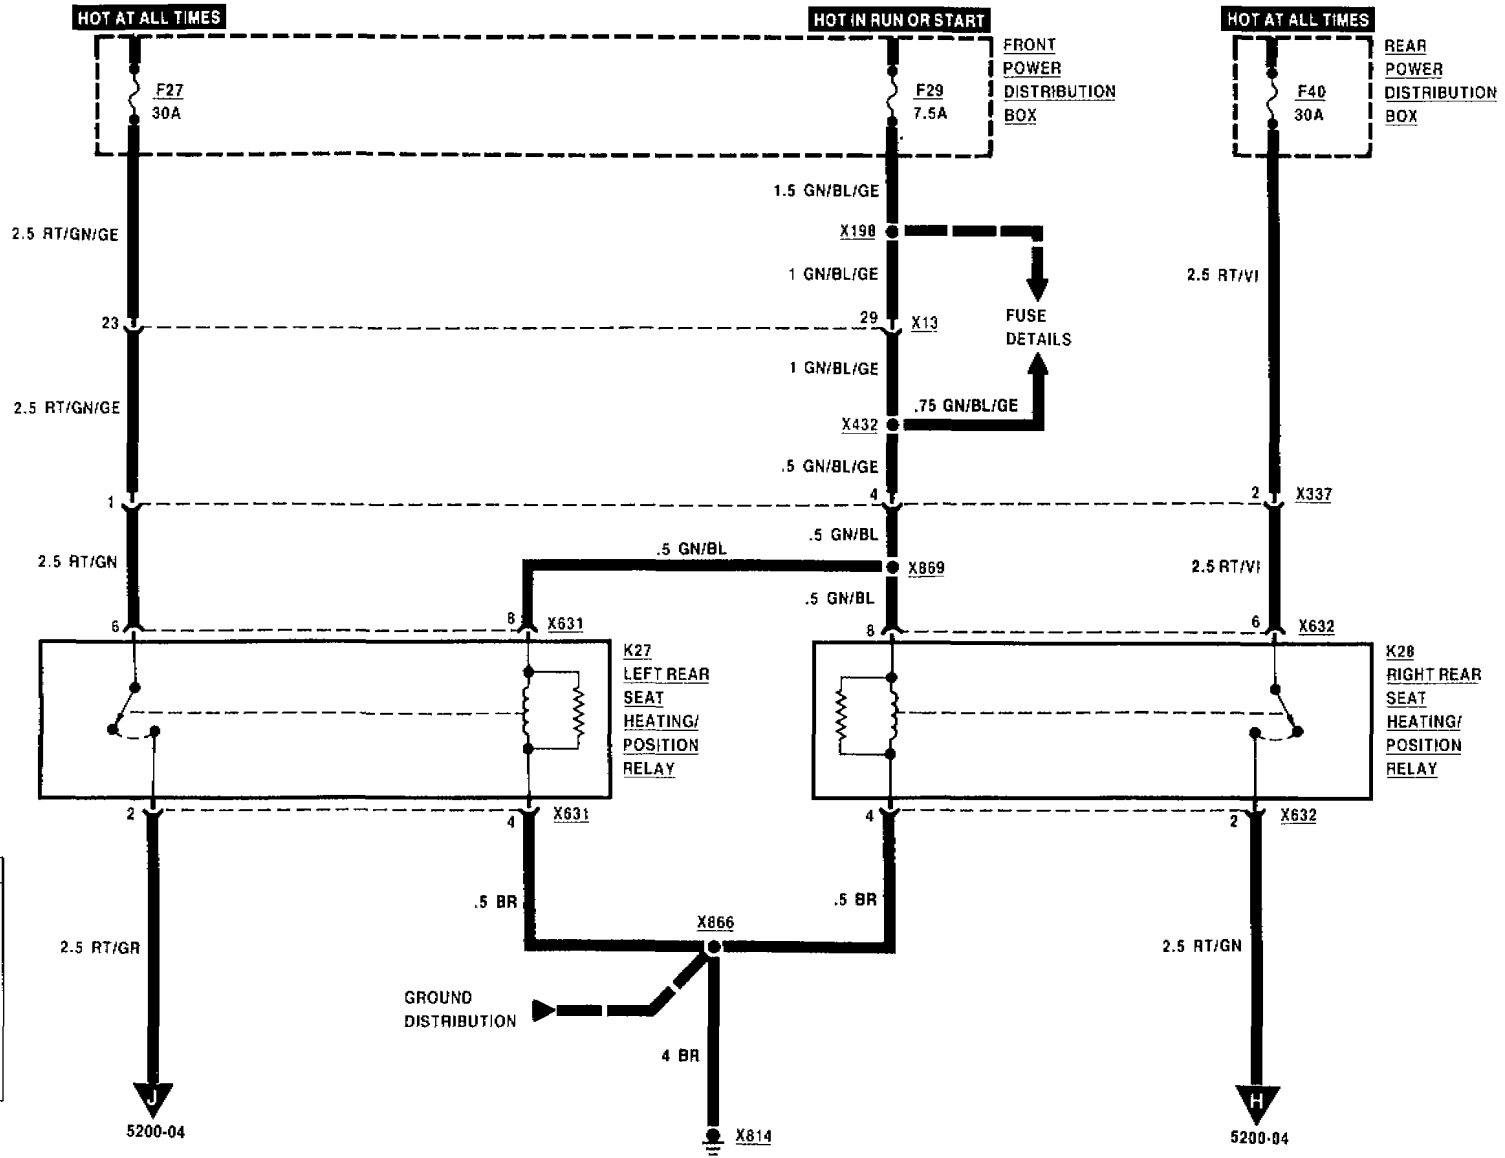 HOT AT ALL TIMES
HOT IN RUN OR START
HOT AT ALL TIMES
F27
30A
F29
7.5A
FRONT
POWER
DISTRIBUTION
BOX
F40
30A
REAR
POWER
DISTRIBUTION
BOX
1.5 GN/BL/GE
2.5 RT/GN/GE
X198
1 GN/BL/GE
2.5 RT/VI
FUSE
DETAILS
23
29
X13
1 GN/BL/GE
2.5 RT/GN/GE
.75 GN/BL/GE
X432
.5 GN/BL/GE
1
4
2
X337
.5 GN/BL
.5 GN/BL
2.5 RT/GN
X869
2.5 RT/VI
.5 GN/BL
6
8
X631
8
6
X632
K27
LEFT REAR
SEAT
HEATING/
POSITION
RELAY
K28
RIGHT REAR
SEAT
HEATING/
POSITION
RELAY
2
4
X631
4
2
X632
.5 BR
.5 BR
X866
2.5 RT/GR
2.5 RT/GN
GROUND
DISTRIBUTION
4 BR
J
5200-04
X814
H
5200-04